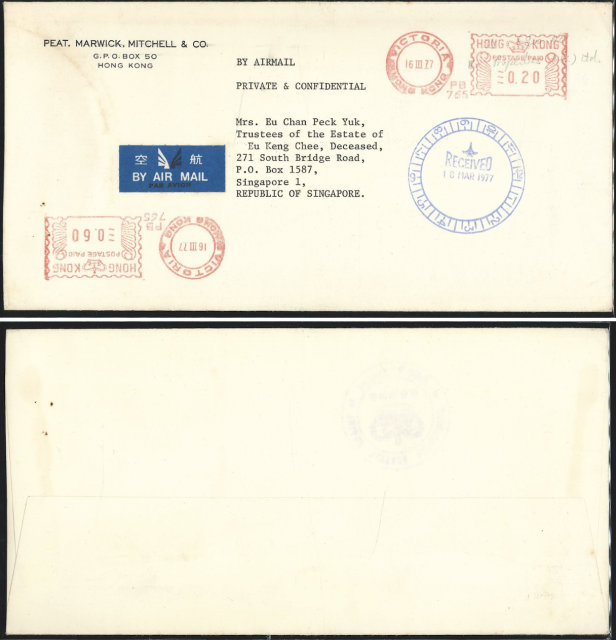 PEAT, MARWICK, MITCHELL & CO.
G.P.O. BOX 50
HONG KONG
BY AIRMAIL
PRIVATE & CONFIDENTIAL
Mrs. Eu Chan Peck Yuk,
Trustees of the Estate of
Eu Keng Chee, Deceased,
271 South Bridge Road,
P.O. Box 1587,
Singapore 1,
REPUBLIC OF SINGAPORE.
VICTORIA
16 III 77
HONG KONG
PB
765
HONG KONG
POSTAGE PAID
0.20
Ltd.
空 航
BY AIR MAIL
PAR AVION
RECEIVED
18 MAR 1977
HONG KONG
POSTAGE PAID
0.60
PB
765
VICTORIA
16 III 77
HONG KONG